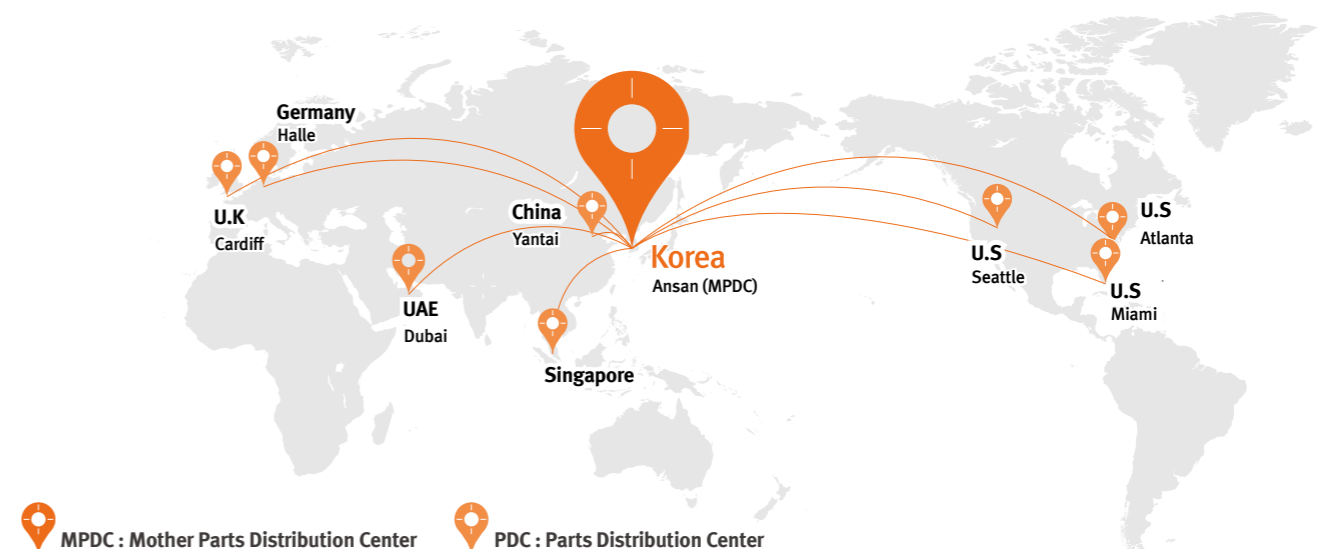 Germany
Halle
U.K
Cardiff
China
Yantai
UAE
Dubai
Korea
Ansan (MPDC)
Singapore
U.S
Seattle
U.S
Atlanta
U.S
Miami
MPDC : Mother Parts Distribution Center
PDC : Parts Distribution Center